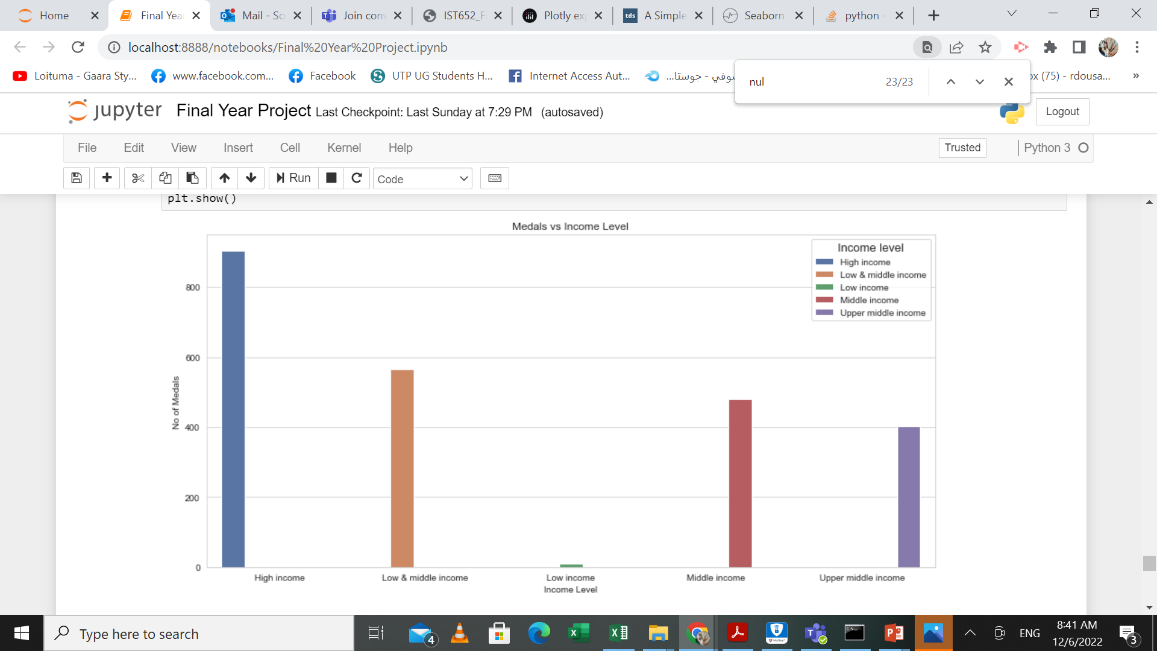 Home
Final Yea
Mail - So
Join con
IST652_F
Plotly ex
tds A Simple
Seaborn
python
localhost:8888/notebooks/Final%20Year%20Project.ipynb
Loituma - Gaara Sty...
www.facebook.com...
Facebook
UTP UG Students H...
Internet Access Aut...
ox (75) - rdousa...
»
nul
23/23
jupyter
Final Year Project Last Checkpoint: Last Sunday at 7:29 PM (autosaved)
Logout
File
Edit
View
Insert
Cell
Kernel
Help
Trusted
Python 3
Run
Code
plt.show()
Medals vs Income Level
Income level
High income
Low & middle income
Low income
Middle income
Upper middle income
800
600
400
200
0
No of Medals
High income
Low & middle income
Low income
Middle income
Upper middle income
Income Level
Type here to search
4
ENG
8:41 AM
12/6/2022
3